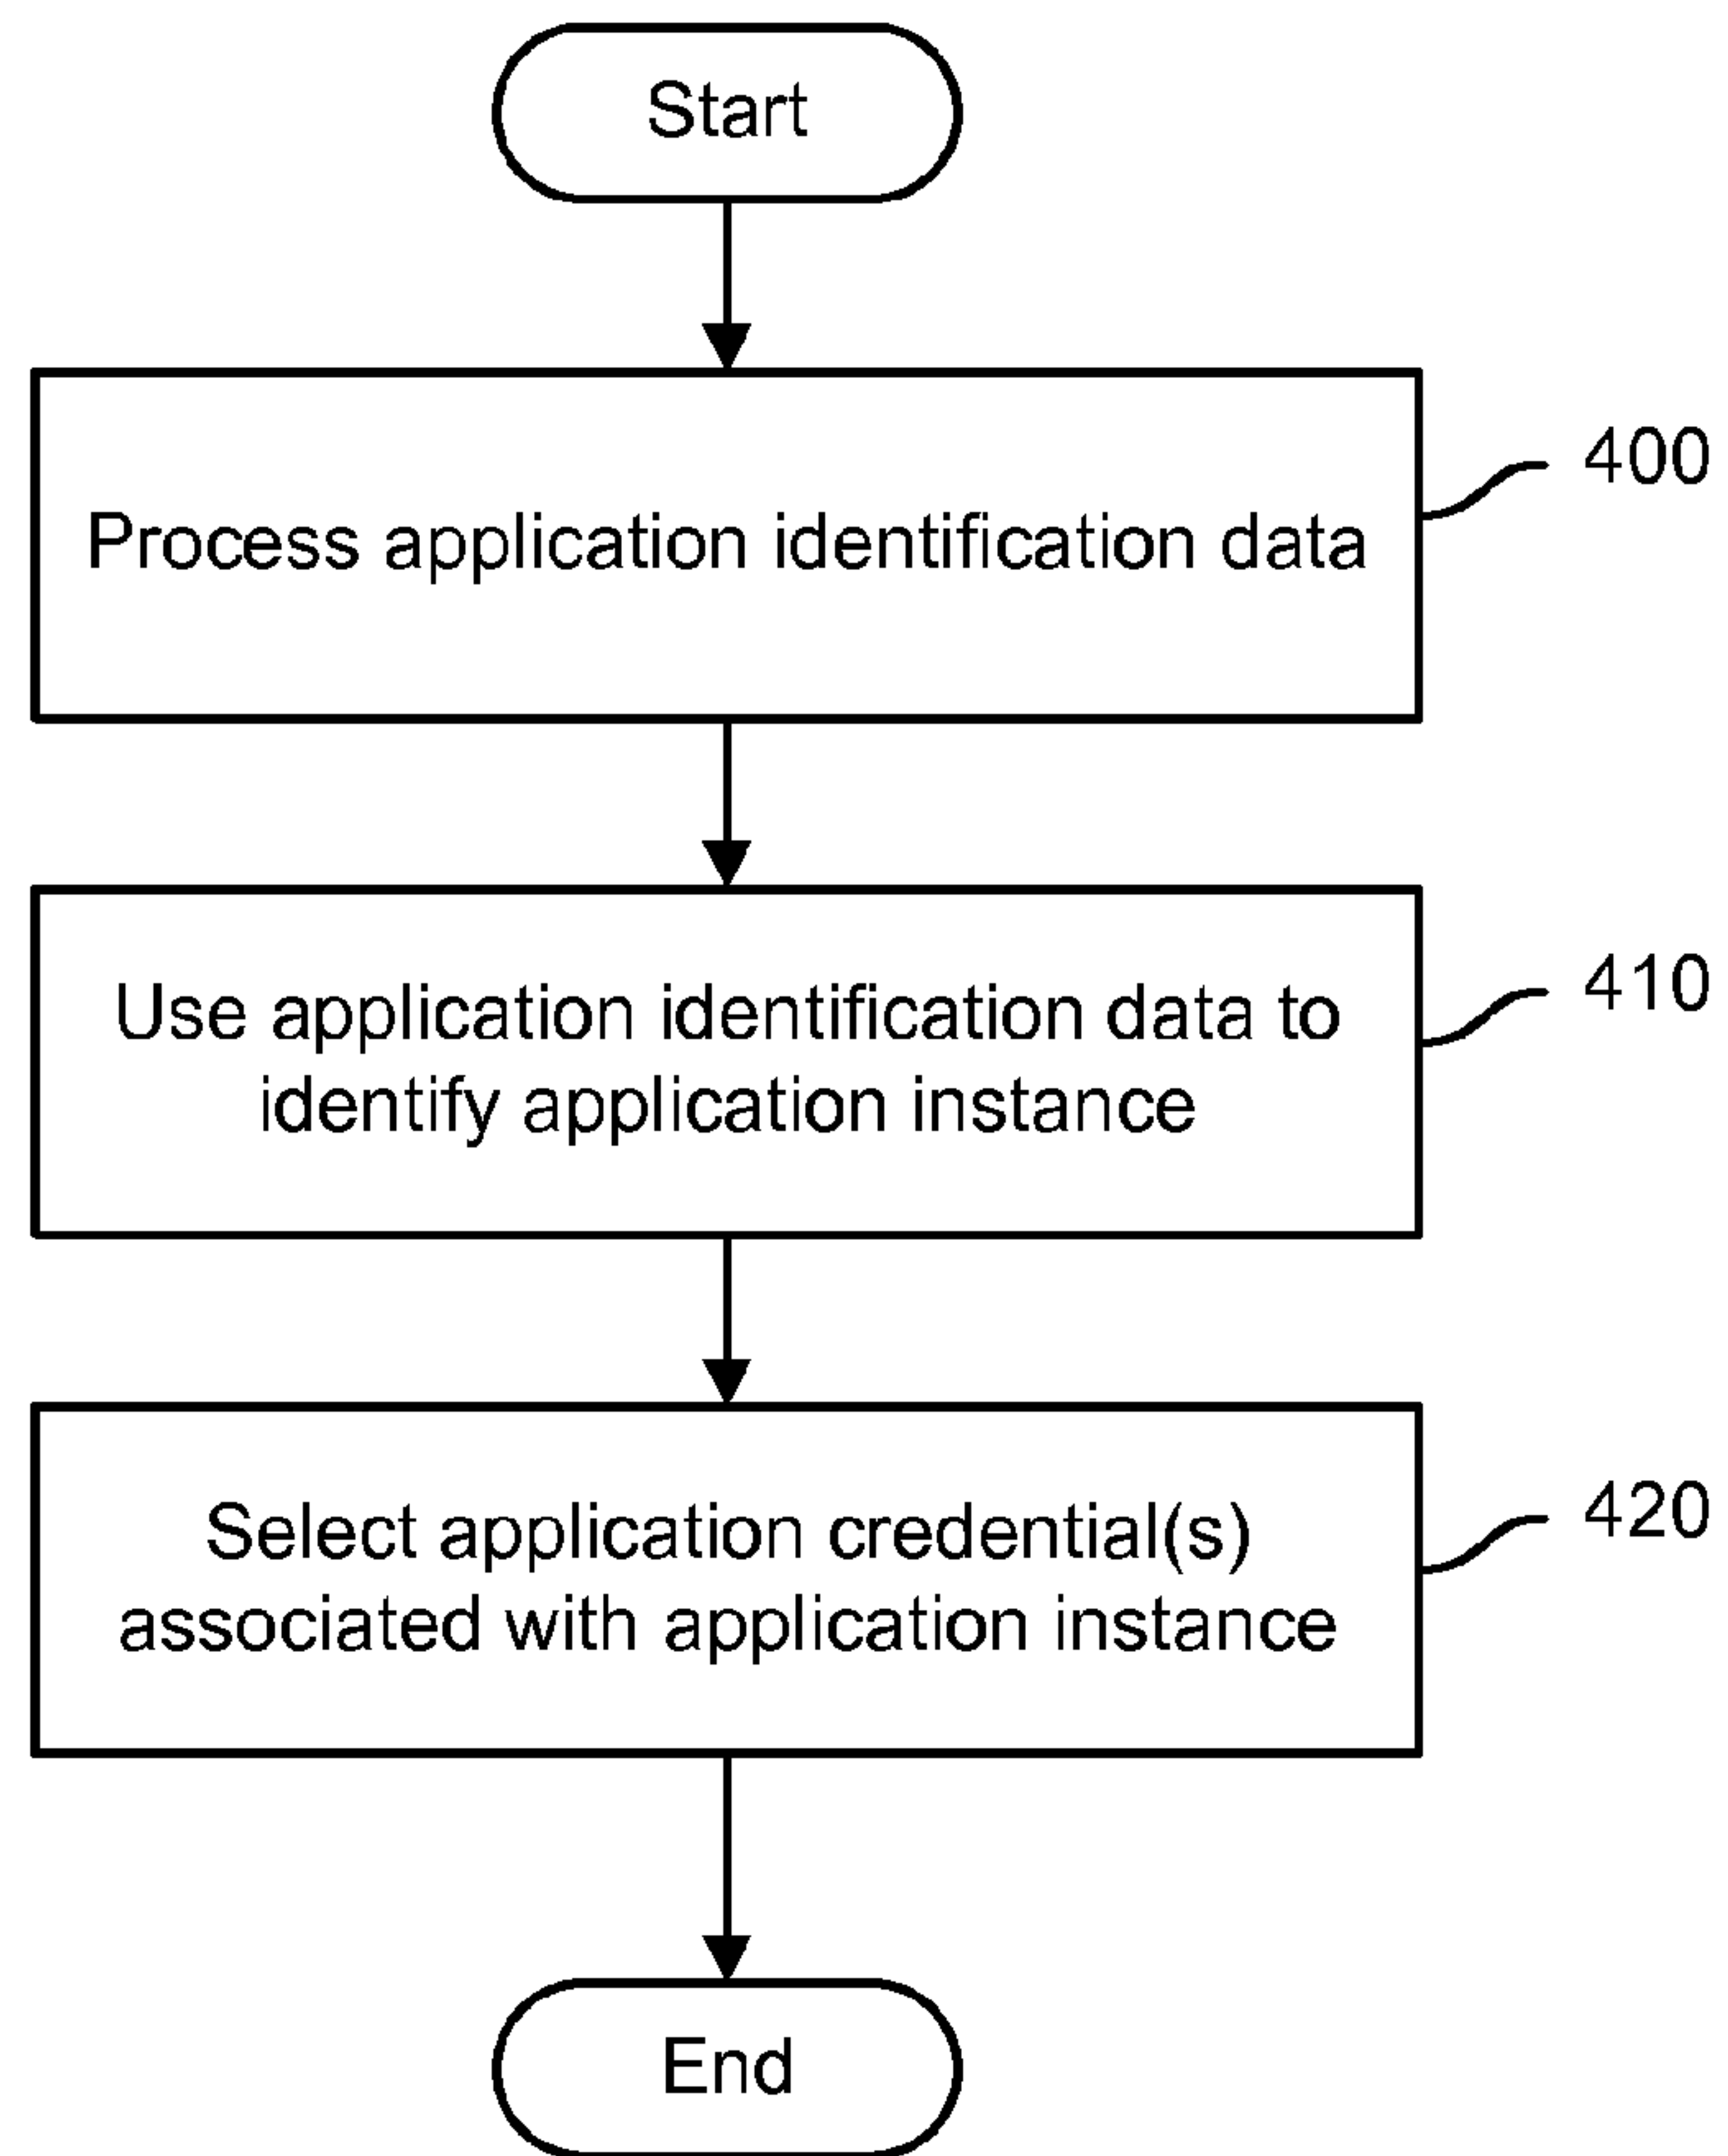 Start
400
Process application identification data
410
Use application identification data to
identify application instance
420
Select application credential(s)
associated with application instance
End